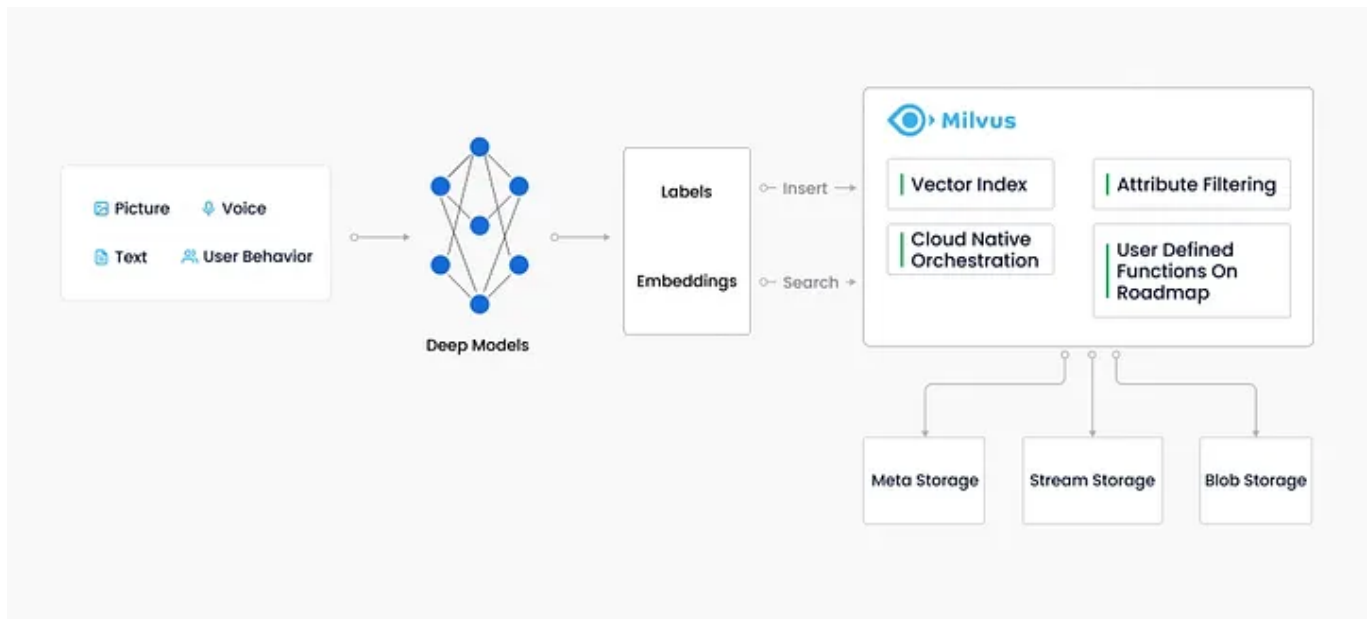 Picture
Voice
Text
User Behavior
Deep Models
Labels
Embeddings
Insert
Search
Milvus
Vector Index
Attribute Filtering
Cloud Native
Orchestration
User Defined
Functions On
Roadmap
Meta Storage
Stream Storage
Blob Storage